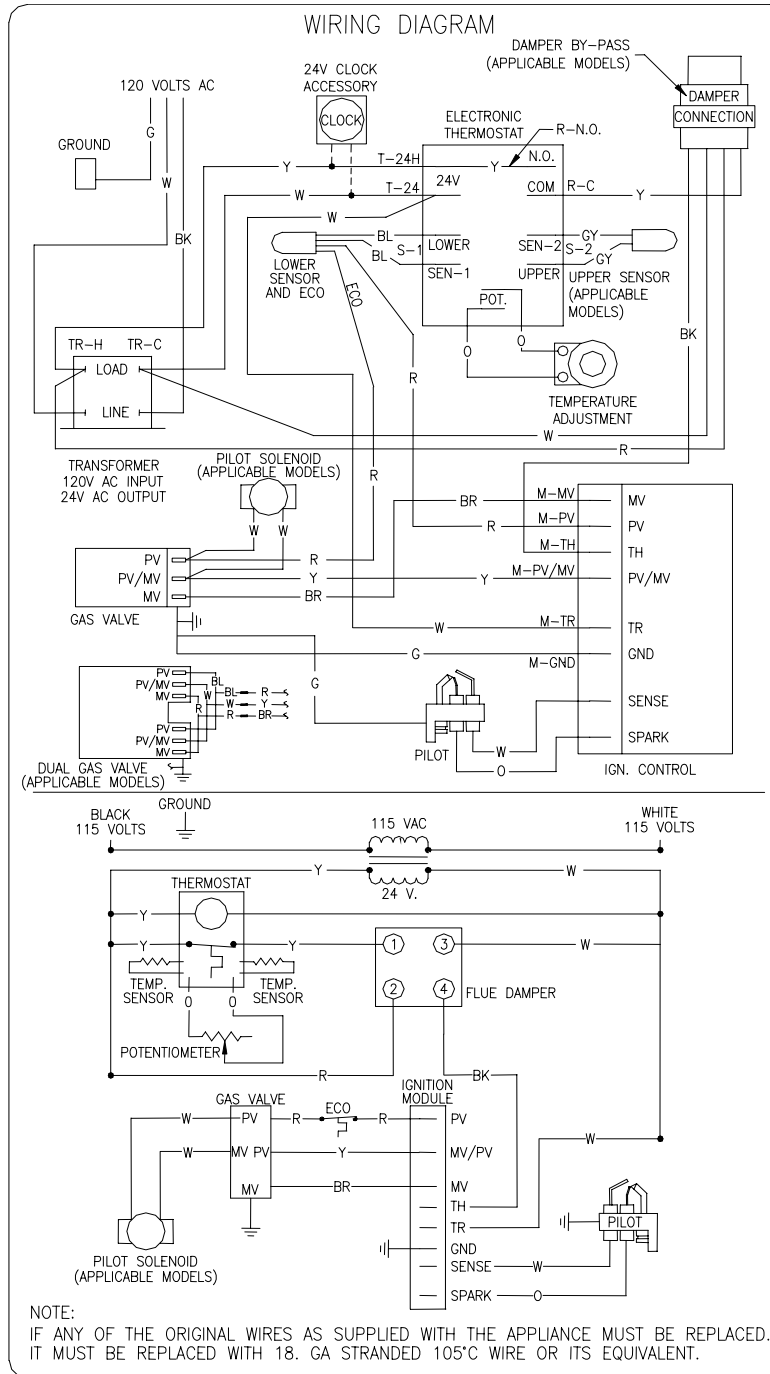 WIRING DIAGRAM
DAMPER BY-PASS
(APPLICABLE MODELS)
24V CLOCK
ACCESSORY
120 VOLTS AC
DAMPER
CONNECTION
CLOCK
ELECTRONIC
THERMOSTAT
R-N.O.
GROUND
G
W
BK
T-24H
Y
Y
N.O.
T-24
W
24V
COM
R-C
Y
W
BL
S-1
LOWER
SEN-2
S-2
GY
BL
SEN-1
UPPER
GY
LOWER
SENSOR
AND ECO
ECO
UPPER SENSOR
(APPLICABLE
MODELS)
POT.
O
O
BK
TR-H
TR-C
LOAD
LINE
R
TEMPERATURE
ADJUSTMENT
W
R
TRANSFORMER
120V AC INPUT
24V AC OUTPUT
PILOT SOLENOID
(APPLICABLE MODELS)
R
W
W
BR
M-MV
MV
R
M-PV
PV
M-TH
TH
PV
R
PV/MV
Y
Y
M-PV/MV
PV/MV
MV
BR
GAS VALVE
W
M-TR
TR
G
M-GND
GND
G
PV
PV/MV
MV
BL
W
R
BL
R
W
Y
R
BR
PV
PV/MV
MV
SENSE
SPARK
PILOT
W
O
IGN. CONTROL
DUAL GAS VALVE
(APPLICABLE MODELS)
BLACK
115 VOLTS
GROUND
115 VAC
WHITE
115 VOLTS
Y
24 V.
W
THERMOSTAT
Y
Y
Y
1
3
W
TEMP.
SENSOR
TEMP.
SENSOR
2
4
FLUE DAMPER
O
O
POTENTIOMETER
R
BK
GAS VALVE
ECO
IGNITION
MODULE
W
PV
R
R
PV
W
MV PV
Y
MV/PV
W
MV
BR
MV
TH
TR
GND
SENSE
W
SPARK
O
PILOT
PILOT SOLENOID
(APPLICABLE MODELS)
NOTE:
IF ANY OF THE ORIGINAL WIRES AS SUPPLIED WITH THE APPLIANCE MUST BE REPLACED.
IT MUST BE REPLACED WITH 18. GA STRANDED 105°C WIRE OR ITS EQUIVALENT.